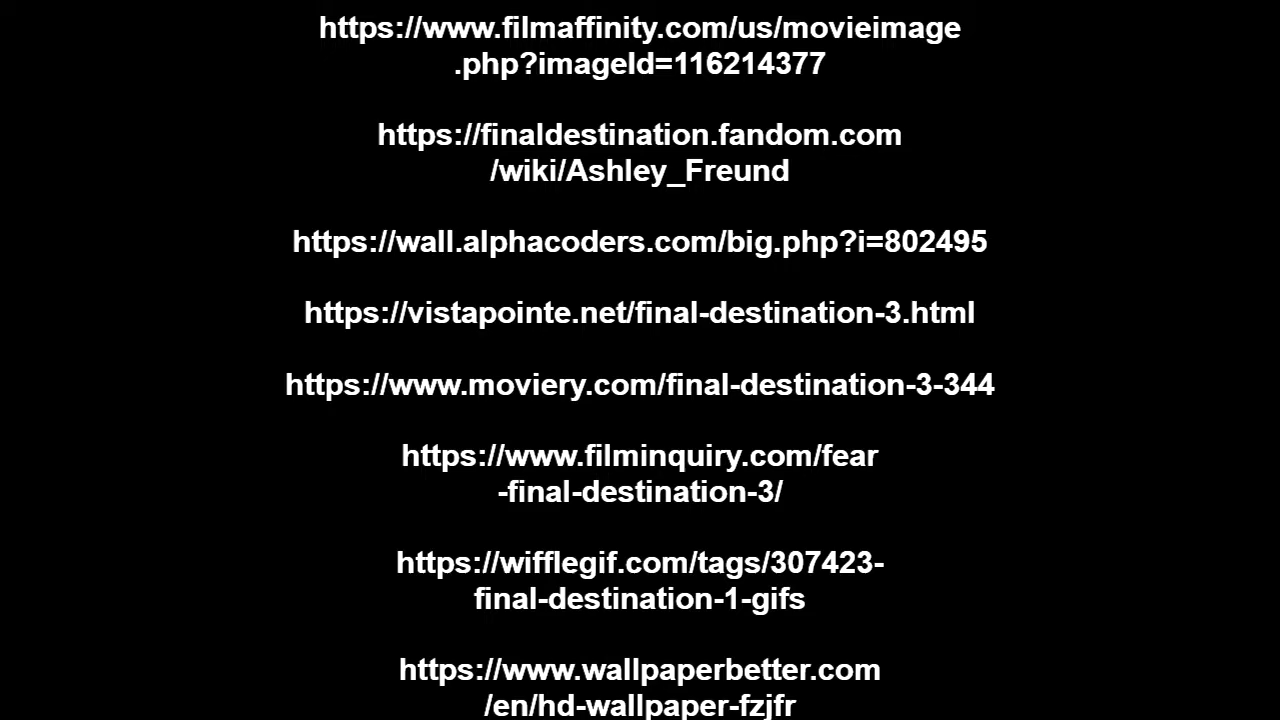 https://www.filmaffinity.com/us/movieimage
.php?imageId=116214377
https://finaldestination.fandom.com
/wiki/Ashley_Freund
https://wall.alphacoders.com/big.php?i=802495
https://vistapointe.net/final-destination-3.html
https://www.moviery.com/final-destination-3-344
https://www.filminquiry.com/fear
-final-destination-3/
https://wifflegif.com/tags/307423-
final-destination-1-gifs
https://www.wallpaperbetter.com
/en/hd-wallpaper-fzjfr